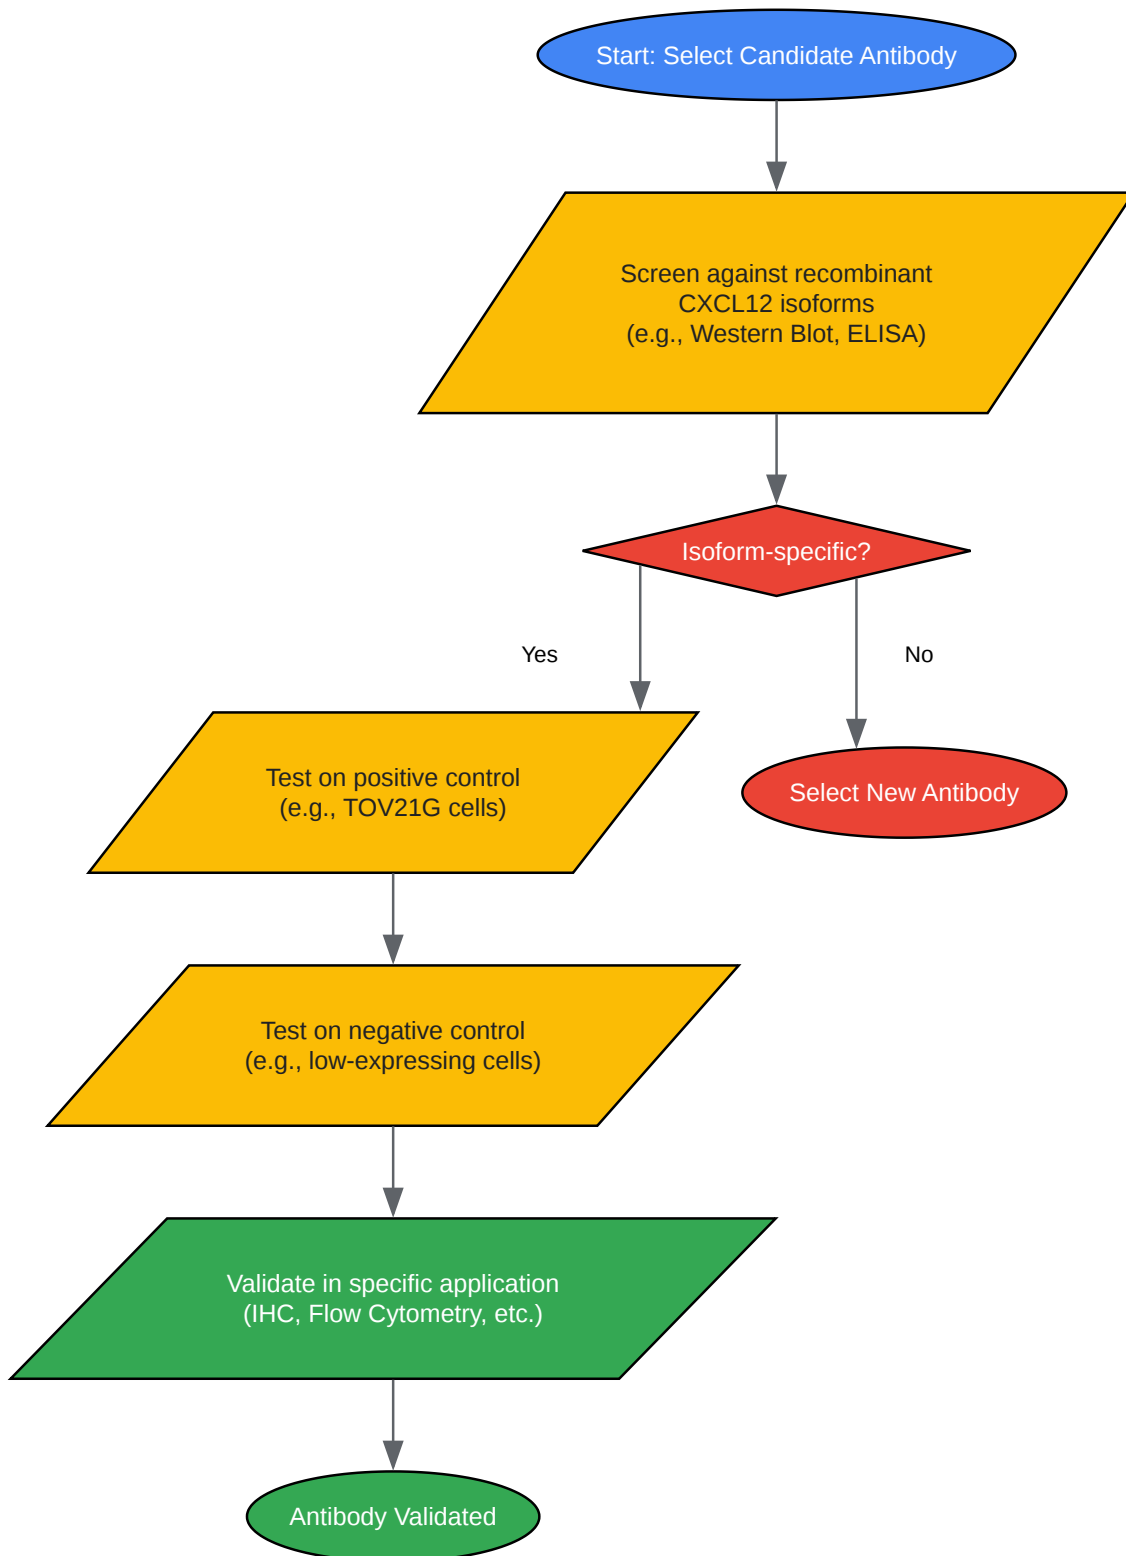 Start: Select Candidate Antibody
Screen against recombinant
CXCL12 isoforms
(e.g., Western Blot, ELISA)
Isoform-specific?
Yes
No
Test on positive control
(e.g., TOV21G cells)
Select New Antibody
Test on negative control
(e.g., low-expressing cells)
Validate in specific application
(IHC, Flow Cytometry, etc.)
Antibody Validated